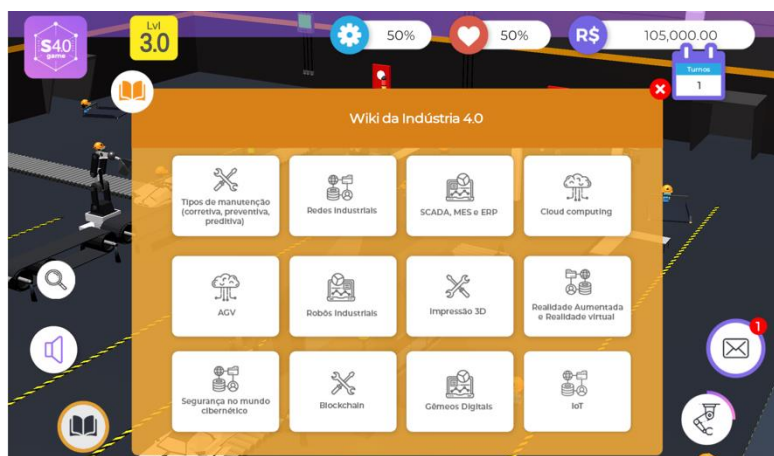 S4.0
game
Lvl
3.0
50%
50%
R$
105,000.00
Turnos
1
Wiki da Indústria 4.0
Tipos de manutenção
(corretiva, preventiva,
preditiva)
Redes Industriais
SCADA, MES e ERP
Cloud computing
AGV
Robôs Industriais
Impressão 3D
Realidade Aumentada
e Realidade virtual
Segurança no mundo
cibernético
Blockchain
Gêmeos Digitais
IoT
1